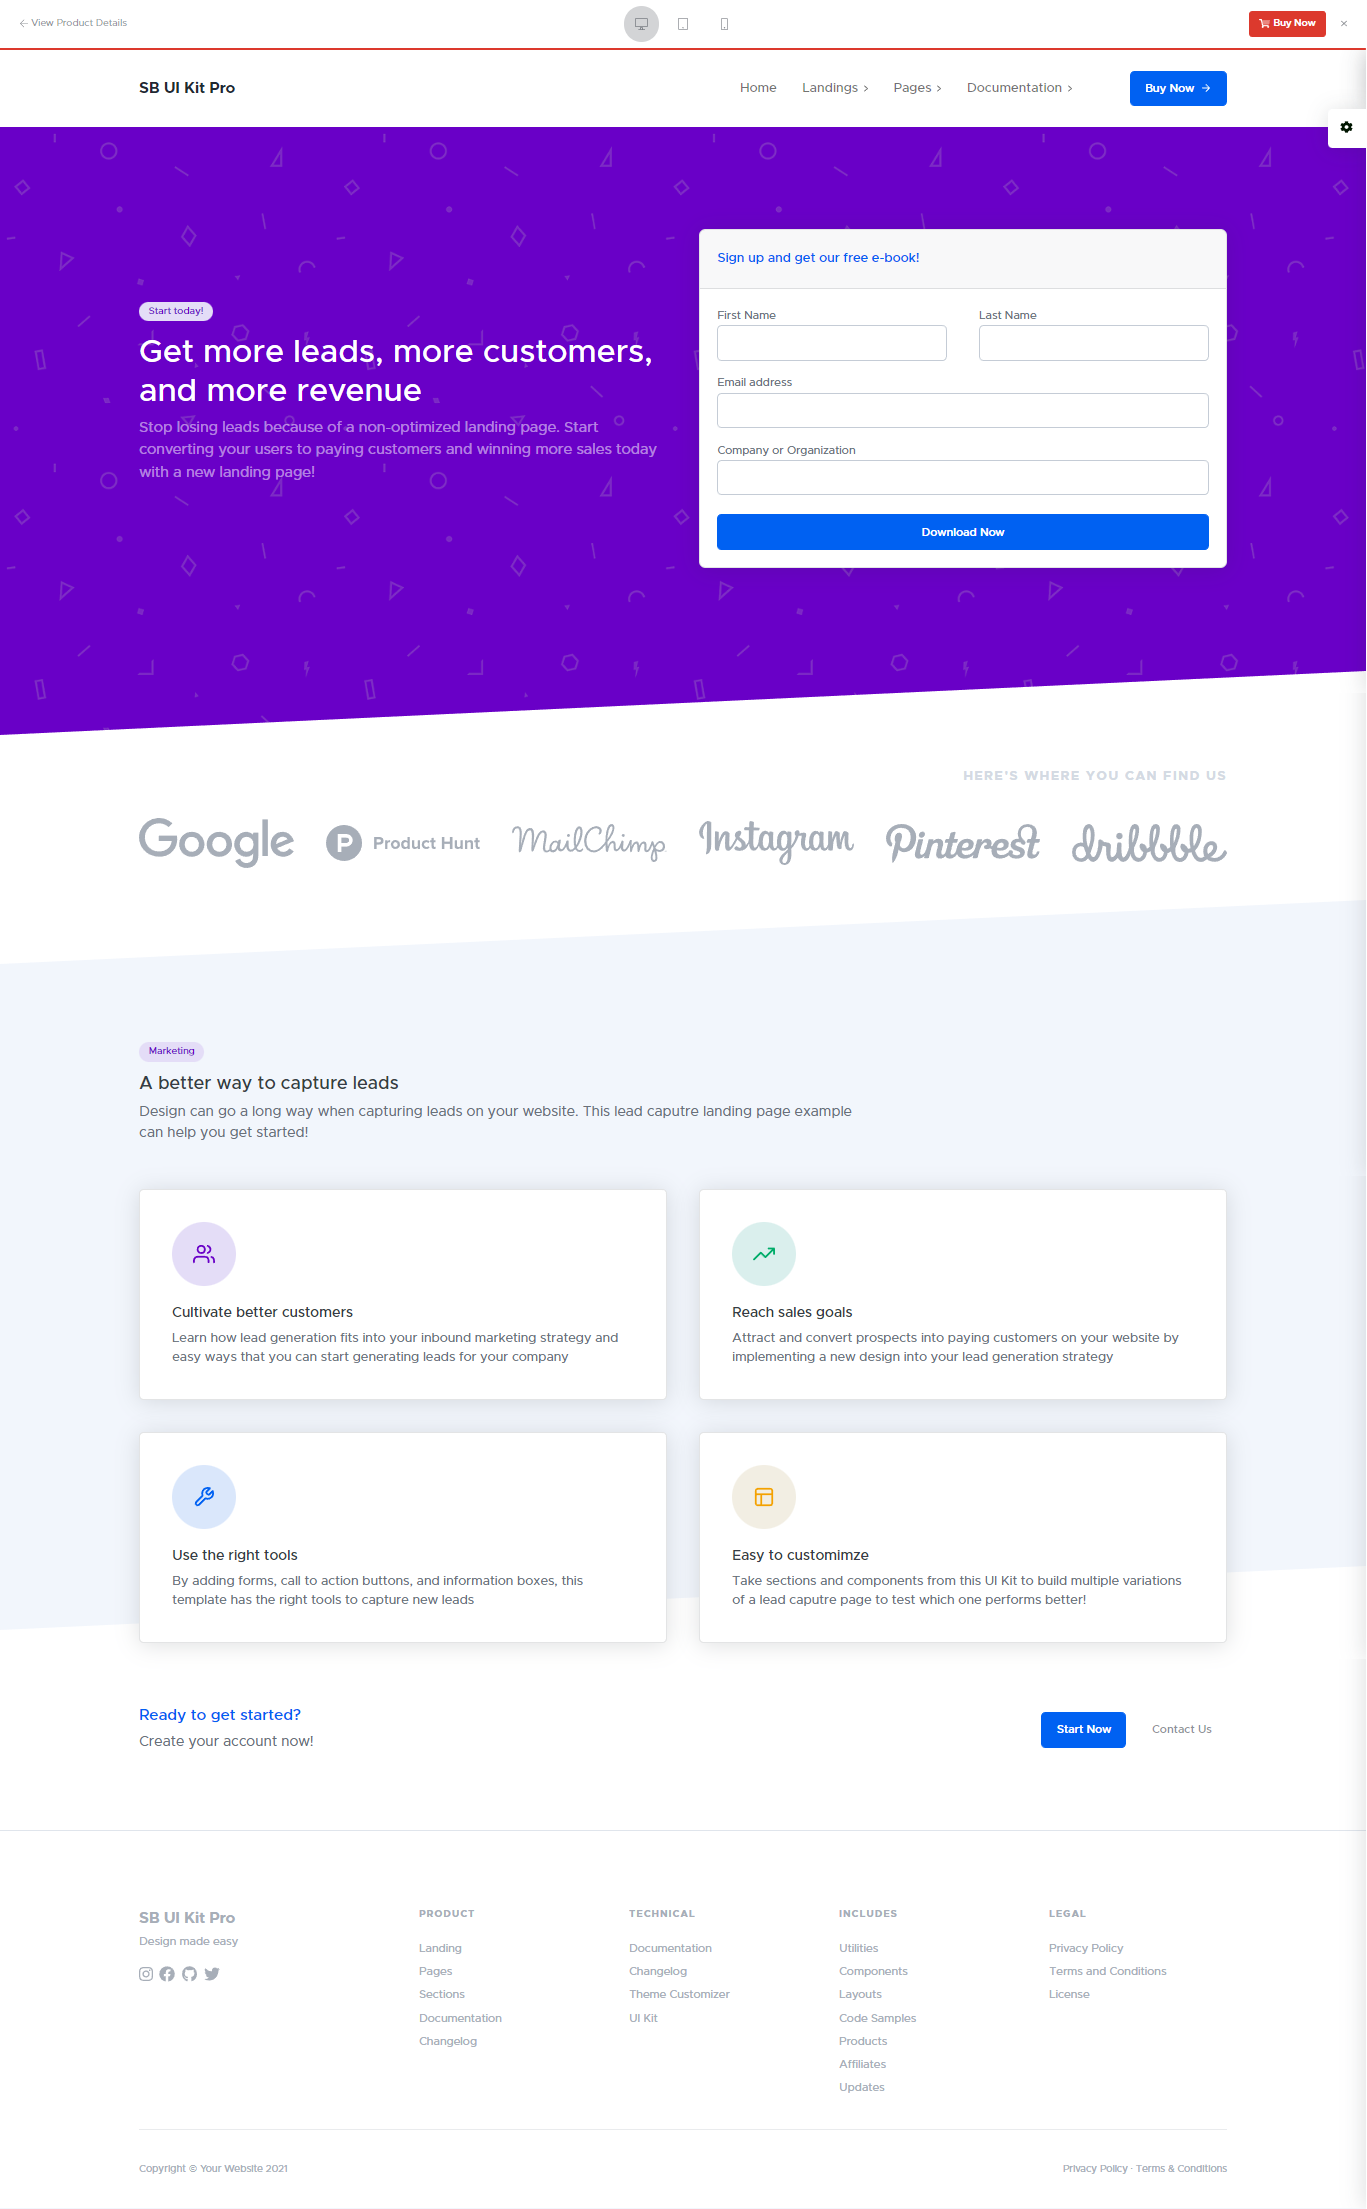 View Product Details
Buy Now
SB UI Kit Pro
Home Landings Pages Documentation
Buy Now
Start today!
Get more leads, more customers,
and more revenue
Stop losing leads because of a non-optimized landing page. Start
converting your users to paying customers and winning more sales today
with a new landing page!
Sign up and get our free e-book!
First Name Last Name
Email address
Company or Organization
Download Now
HERE'S WHERE YOU CAN FIND US
Google Product Hunt MailChimp Instagram Pinterest dribbble
Marketing
A better way to capture leads
Design can go a long way when capturing leads on your website. This lead caputre landing page example
can help you get started!
Cultivate better customers
Learn how lead generation fits into your inbound marketing strategy and
easy ways that you can start generating leads for your company
Reach sales goals
Attract and convert prospects into paying customers on your website by
implementing a new design into your lead generation strategy
Use the right tools
By adding forms, call to action buttons, and information boxes, this
template has the right tools to capture new leads
Easy to customimze
Take sections and components from this UI Kit to build multiple variations
of a lead caputre page to test which one performs better!
Ready to get started?
Create your account now!
Start Now
Contact Us
SB UI Kit Pro
Design made easy
PRODUCT
Landing
Pages
Sections
Documentation
Changelog
TECHNICAL
Documentation
Changelog
Theme Customizer
UI Kit
INCLUDES
Utilities
Components
Layouts
Code Samples
Products
Affiliates
Updates
LEGAL
Privacy Policy
Terms and Conditions
License
Copyright © Your Website 2021
Privacy Policy · Terms & Conditions